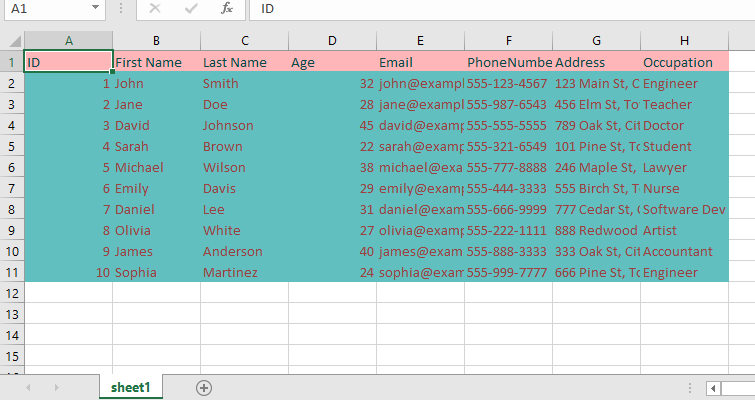 A1 fx ID
A B C D E F G H
1 ID First Name Last Name Age Email PhoneNumbe Address Occupation
2 1 John Smith 32 john@exampl 555-123-4567 123 Main St, C Engineer
3 2 Jane Doe 28 jane@exampl 555-987-6543 456 Elm St, To Teacher
4 3 David Johnson 45 david@examp 555-555-5555 789 Oak St, Cit Doctor
5 4 Sarah Brown 22 sarah@examp 555-321-6549 101 Pine St, To Student
6 5 Michael Wilson 38 michael@exa 555-777-8888 246 Maple St, Lawyer
7 6 Emily Davis 29 emily@exam 555-444-3333 555 Birch St, T Nurse
8 7 Daniel Lee 31 daniel@exam 555-666-9999 777 Cedar St, Software Dev
9 8 Olivia White 27 olivia@examp 555-222-1111 888 Redwood Artist
10 9 James Anderson 40 james@exam 555-888-3333 333 Oak St, Cit Accountant
11 10 Sophia Martinez 24 sophia@exam 555-999-7777 666 Pine St, To Engineer
12
13
14
15
sheet1